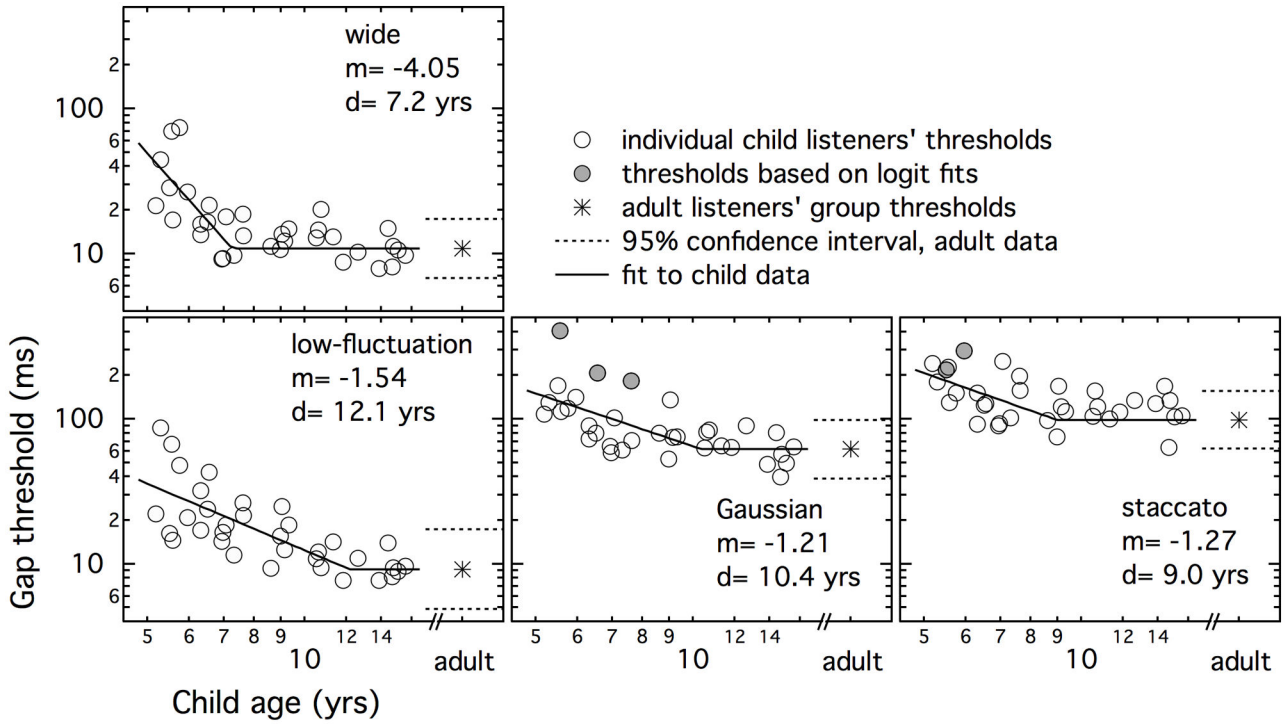 wide
m= -4.05
d= 7.2 yrs
2
100
6
4
2
10
6
individual child listeners' thresholds
thresholds based on logit fits
adult listeners' group thresholds
95% confidence interval, adult data
fit to child data
Gap threshold (ms)
low-fluctuation
m= -1.54
d= 12.1 yrs
2
100
6
4
2
10
6
5 6 7 8 9 12 14
10 adult
Gaussian
m= -1.21
d= 10.4 yrs
5 6 7 8 9 12 14
10 adult
staccato
m= -1.27
d= 9.0 yrs
5 6 7 8 9 12 14
10 adult
Child age (yrs)